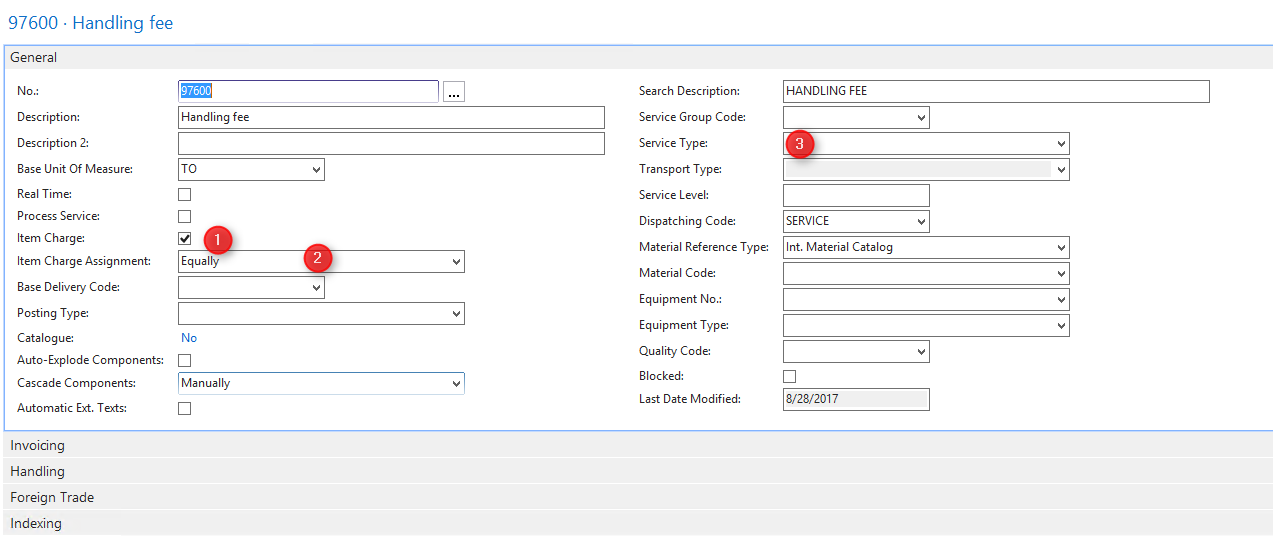 97600 · Handling fee
General
No.: 97600 ...
Description: Handling fee
Description 2:
Base Unit Of Measure: TO
Real Time:
Process Service:
Item Charge: 1
Item Charge Assignment: Equally 2
Base Delivery Code:
Posting Type:
Catalogue: No
Auto-Explode Components:
Cascade Components: Manually
Automatic Ext. Texts:
Search Description: HANDLING FEE
Service Group Code:
Service Type: 3
Transport Type:
Service Level:
Dispatching Code: SERVICE
Material Reference Type: Int. Material Catalog
Material Code:
Equipment No.:
Equipment Type:
Quality Code:
Blocked:
Last Date Modified: 8/28/2017
Invoicing
Handling
Foreign Trade
Indexing